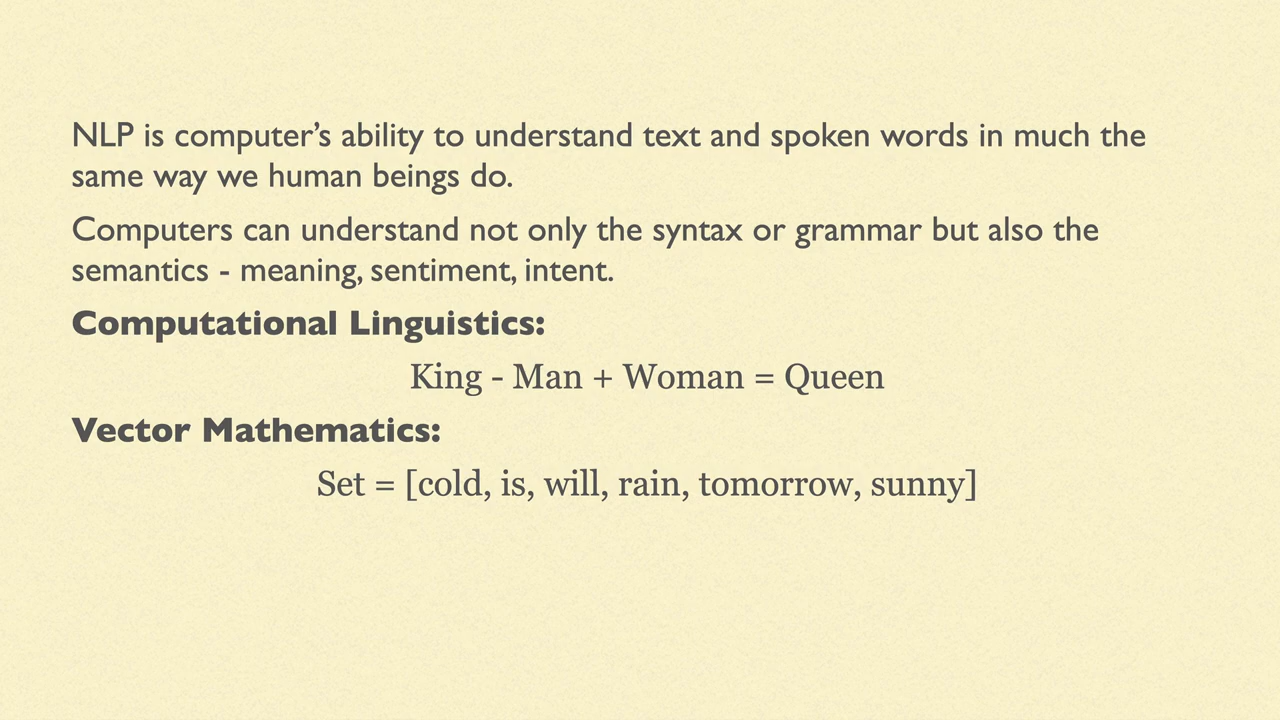 NLP is computer’s ability to understand text and spoken words in much the
same way we human beings do.
Computers can understand not only the syntax or grammar but also the
semantics - meaning, sentiment, intent.
Computational Linguistics:
King - Man + Woman = Queen
Vector Mathematics:
Set = [cold, is, will, rain, tomorrow, sunny]